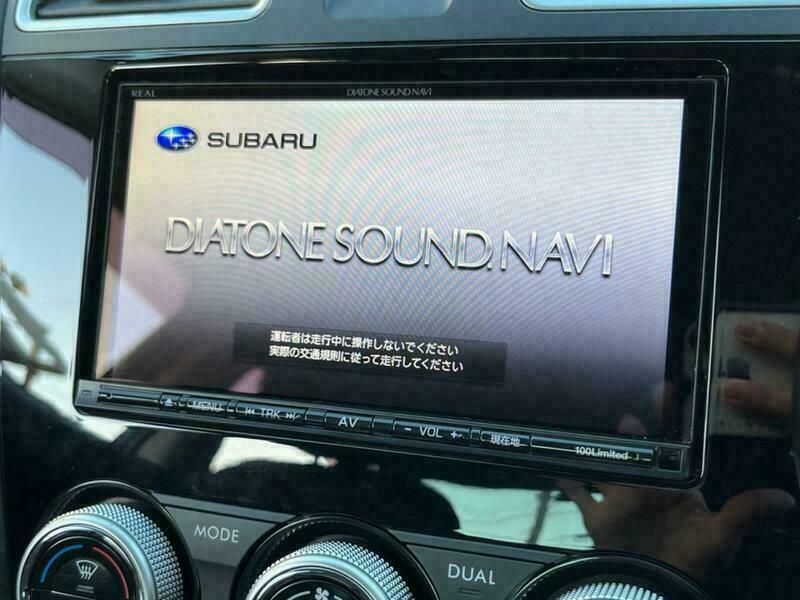 REAL
DIATONE SOUND.NAVI
SUBARU
DIATONE SOUND.NAVI
運転者は走行中に操作しないでください
実際の交通規則に従って走行してください
MENU TRK AV - VOL + 現在地 100Limited
MODE
DUAL